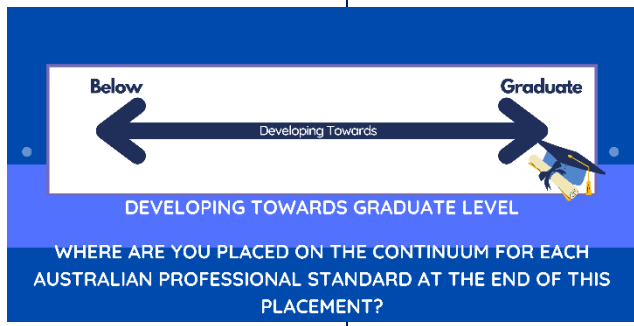 Below
Graduate
Developing Towards
DEVELOPING TOWARDS GRADUATE LEVEL
WHERE ARE YOU PLACED ON THE CONTINUUM FOR EACH
AUSTRALIAN PROFESSIONAL STANDARD AT THE END OF THIS
PLACEMENT?